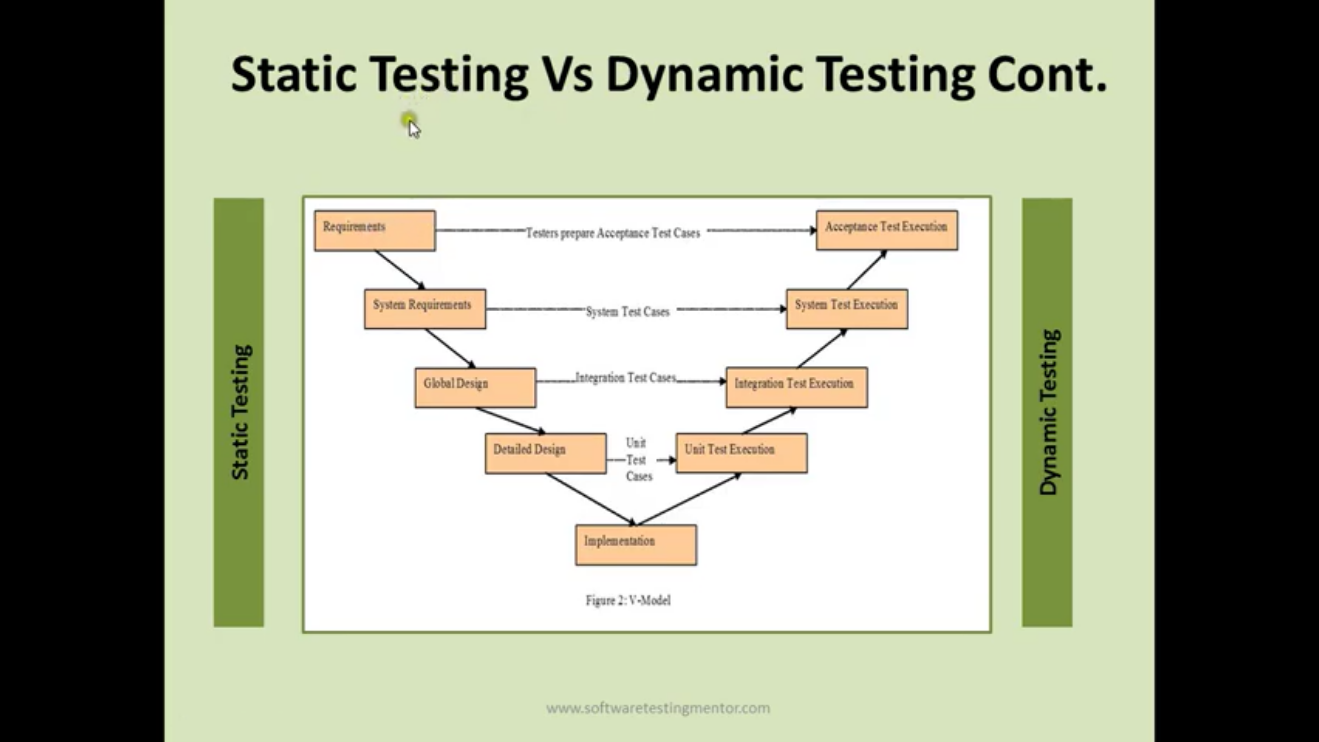 Static Testing Vs Dynamic Testing Cont.
Static Testing
Requirements
Testers prepare Acceptance Test Cases
Acceptance Test Execution
System Requirements
System Test Cases
System Test Execution
Global Design
Integration Test Cases
Integration Test Execution
Detailed Design
Unit
Test
Cases
Unit Test Execution
Implementation
Figure 2: V-Model
Dynamic Testing
www.softwaretestingmentor.com